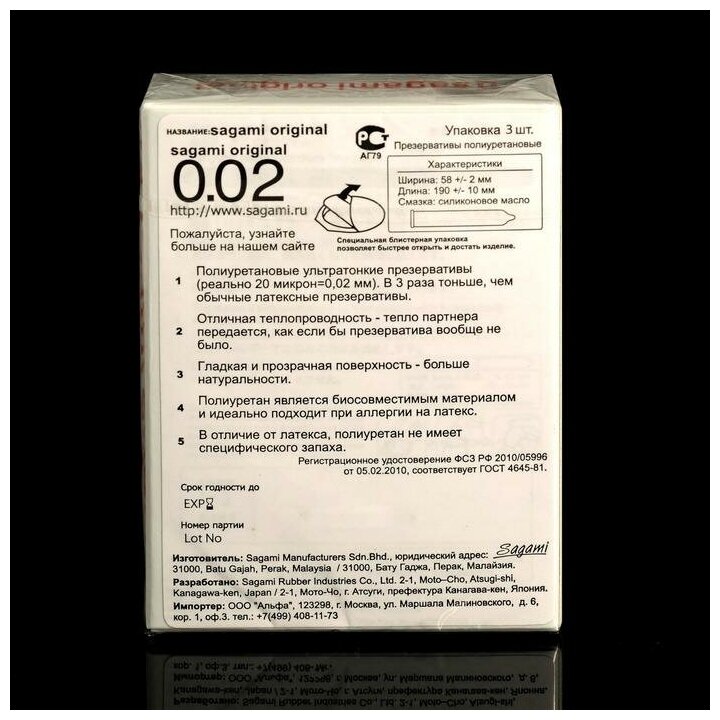 sagami original
НАЗВАНИЕ:sagami original
sagami original
0.02
http://www.sagami.ru
Пожалуйста, узнайте
больше на нашем сайте
РСТ
АГ79
Упаковка 3 шт.
Презервативы полиуретановые
Характеристики
Ширина: 58 +/- 2 мм
Длина: 190 +/- 10 мм
Смазка: силиконовое масло
Специальная блистерная упаковка
позволяет быстрее открыть и достать изделие.
1 Полиуретановые ультратонкие презервативы
(реально 20 микрон=0,02 мм). В 3 раза тоньше, чем
обычные латексные презервативы.
2 Отличная теплопроводность - тепло партнера
передается, как если бы презерватива вообще не
было.
3 Гладкая и прозрачная поверхность - больше
натуральности.
4 Полиуретан является биосовместимым материалом
и идеально подходит при аллергии на латекс.
5 В отличие от латекса, полиуретан не имеет
специфического запаха.
Регистрационное удостоверение ФСЗ РФ 2010/05996
от 05.02.2010, соответствует ГОСТ 4645-81.
Срок годности до
EXP
Номер партии
Lot No
Sagami
Изготовитель: Sagami Manufacturers Sdn.Bhd., юридический адрес:
31000, Batu Gajah, Perak, Malaysia / 31000, Бату Гаджа, Перак, Малайзия.
Разработано: Sagami Rubber Industries Co., Ltd. 2-1, Moto-Cho, Atsugi-shi,
Kanagawa-ken, Japan / 2-1, Мото-Чо, г. Атсуги, префектура Канагава-кен, Япония.
Импортер: ООО "Альфа", 123298, г. Москва, ул. Маршала Малиновского, д. 6,
кор. 1, оф.3. тел.: +7(499) 408-11-73